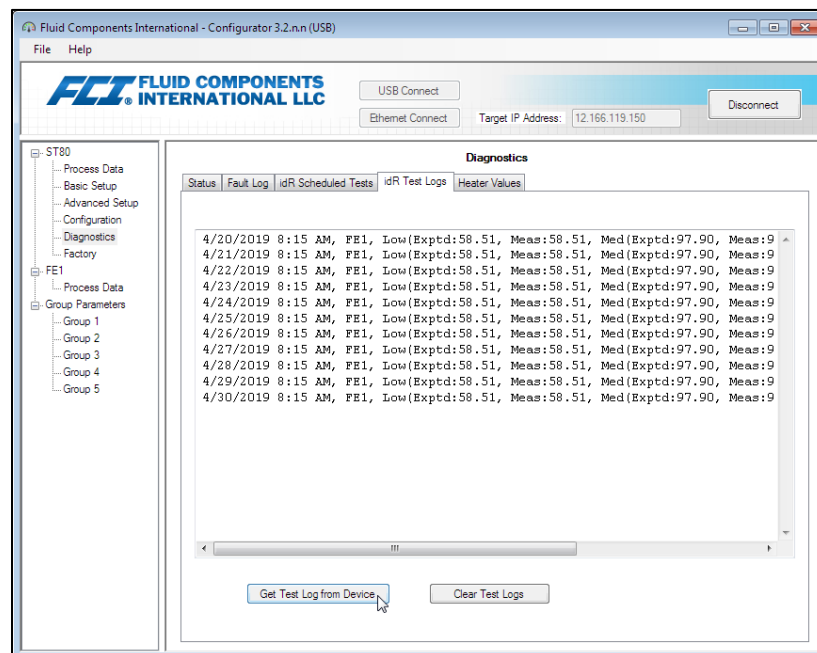 Fluid Components International - Configurator 3.2.n.n (USB)
File Help
FCI FLUID COMPONENTS
® INTERNATIONAL LLC
USB Connect
Ethernet Connect
Target IP Address: 12.166.119.150
Disconnect
ST80
Process Data
Basic Setup
Advanced Setup
Configuration
Diagnostics
Factory
FE1
Process Data
Group Parameters
Group 1
Group 2
Group 3
Group 4
Group 5
Diagnostics
Status Fault Log idR Scheduled Tests idR Test Logs Heater Values
4/20/2019 8:15 AM, FE1, Low(Exptd:58.51, Meas:58.51, Med(Exptd:97.90, Meas:9
4/21/2019 8:15 AM, FE1, Low(Exptd:58.51, Meas:58.51, Med(Exptd:97.90, Meas:9
4/22/2019 8:15 AM, FE1, Low(Exptd:58.51, Meas:58.51, Med(Exptd:97.90, Meas:9
4/23/2019 8:15 AM, FE1, Low(Exptd:58.51, Meas:58.51, Med(Exptd:97.90, Meas:9
4/24/2019 8:15 AM, FE1, Low(Exptd:58.51, Meas:58.51, Med(Exptd:97.90, Meas:9
4/25/2019 8:15 AM, FE1, Low(Exptd:58.51, Meas:58.51, Med(Exptd:97.90, Meas:9
4/26/2019 8:15 AM, FE1, Low(Exptd:58.51, Meas:58.51, Med(Exptd:97.90, Meas:9
4/27/2019 8:15 AM, FE1, Low(Exptd:58.51, Meas:58.51, Med(Exptd:97.90, Meas:9
4/28/2019 8:15 AM, FE1, Low(Exptd:58.51, Meas:58.51, Med(Exptd:97.90, Meas:9
4/29/2019 8:15 AM, FE1, Low(Exptd:58.51, Meas:58.51, Med(Exptd:97.90, Meas:9
4/30/2019 8:15 AM, FE1, Low(Exptd:58.51, Meas:58.51, Med(Exptd:97.90, Meas:9
Get Test Log from Device
Clear Test Logs